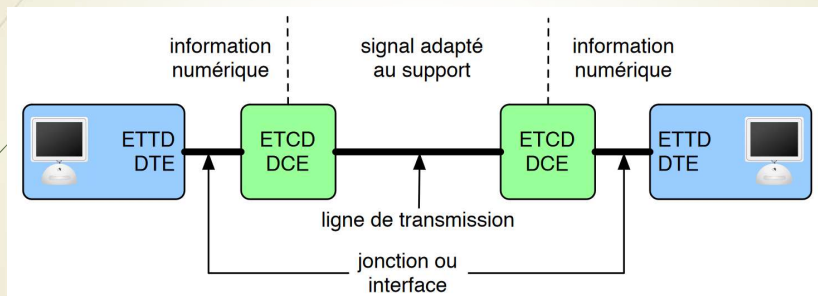 information
numérique
signal adapté
au support
information
numérique
ETTD
DTE
ETCD
DCE
ETCD
DCE
ETTD
DTE
ligne de transmission
jonction ou
interface